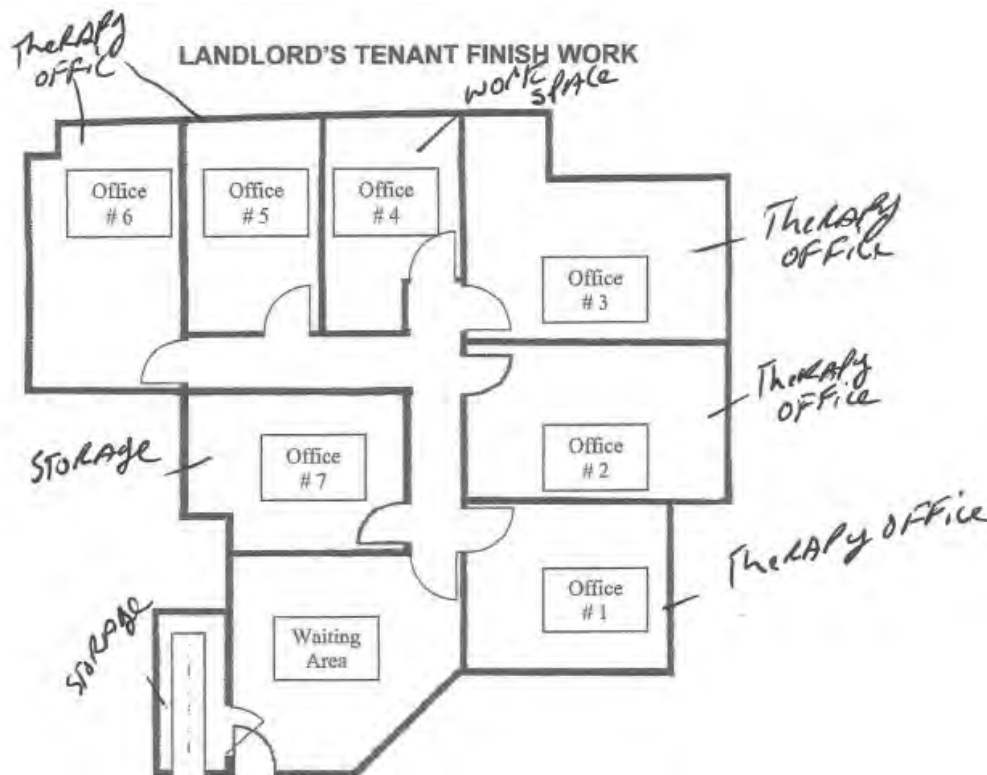 TheRAPy
OFFiC
LANDLORD'S TENANT FINISH WORK
WORK
SPACe
Office
# 6
Office
# 5
Office
# 4
Office
# 3
TheRAPy
OFFice
Office
# 2
TheRAPy
OFFice
STORAge
Office
# 7
Office
# 1
TheRAPy OFFice
STORAge
Waiting
Area